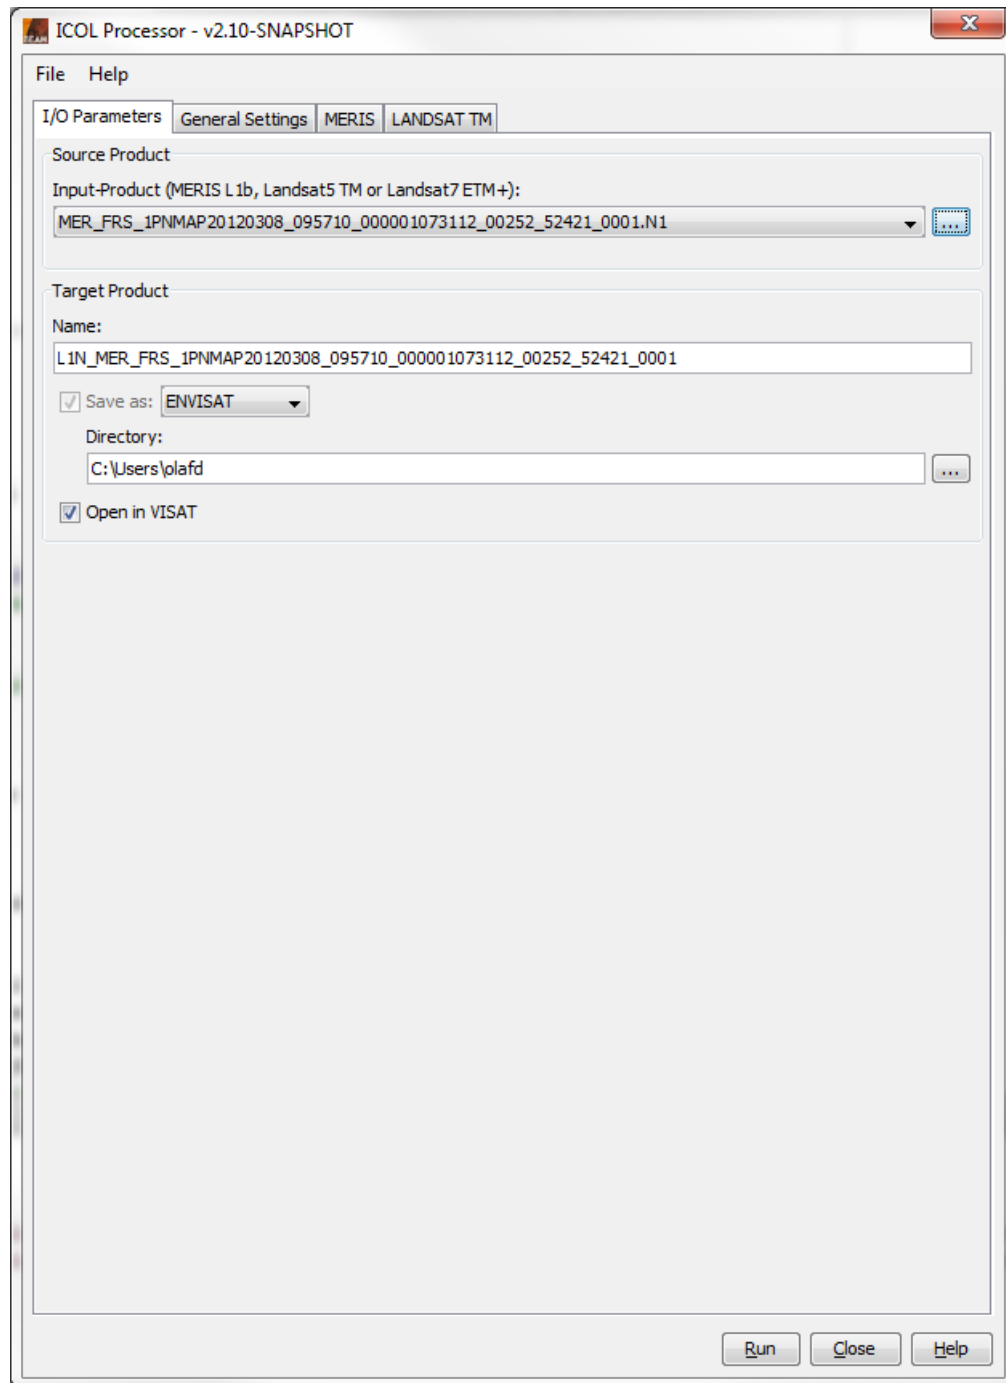 ICOL Processor - v2.10-SNAPSHOT
File Help
I/O Parameters General Settings MERIS LANDSAT TM
Source Product
Input-Product (MERIS L1b, Landsat5 TM or Landsat7 ETM+):
MER_FRS_1PNMAP20120308_095710_000001073112_00252_52421_0001.N1 ...
Target Product
Name:
L1N_MER_FRS_1PNMAP20120308_095710_000001073112_00252_52421_0001
Save as: ENVISAT
Directory:
C:\Users\olafd ...
Open in VISAT
Run Close Help